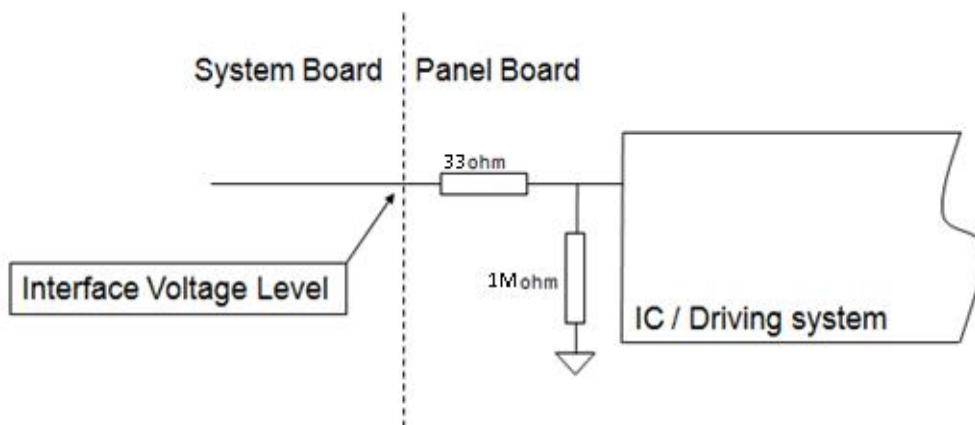 System Board
Panel Board
33ohm
Interface Voltage Level
1Mohm
IC / Driving system